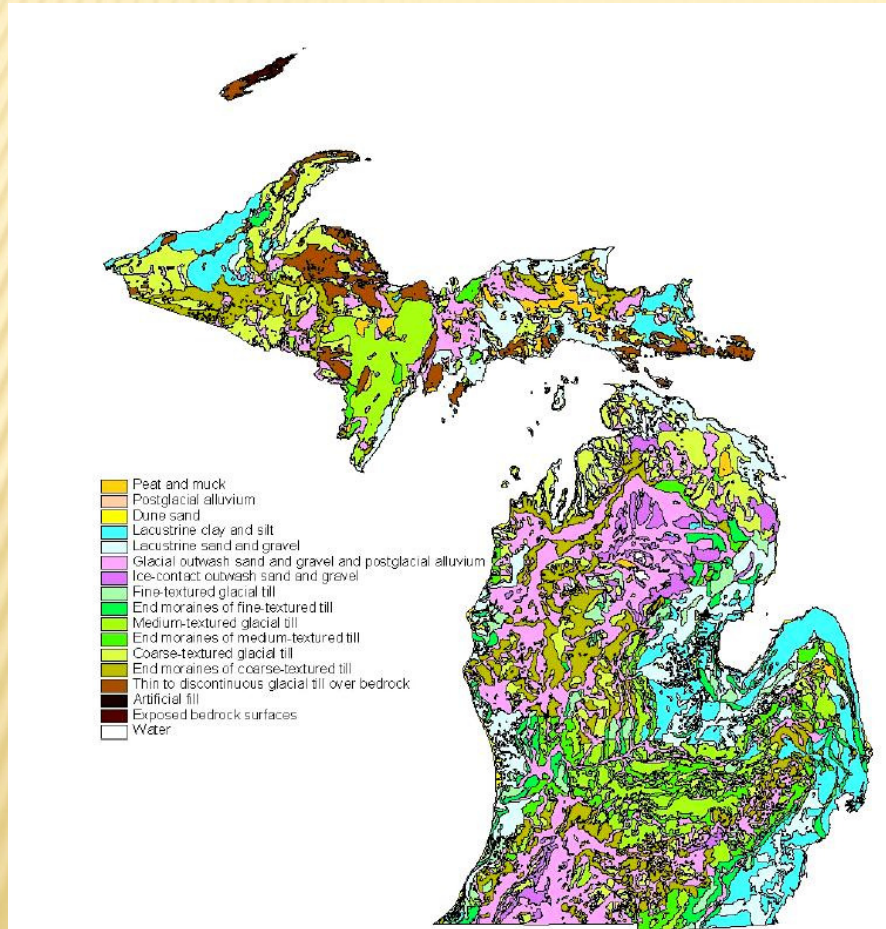 Peat and muck
Postglacial alluvium
Dune sand
Lacustrine clay and silt
Lacustrine sand and gravel
Glacial outwash sand and gravel and postglacial alluvium
Ice-contact outwash sand and gravel
Fine-textured glacial till
End moraines of fine-textured till
Medium-textured glacial till
End moraines of medium-textured till
Coarse-textured glacial till
End moraines of coarse-textured till
Thin to discontinuous glacial till over bedrock
Artificial fill
Exposed bedrock surfaces
Water